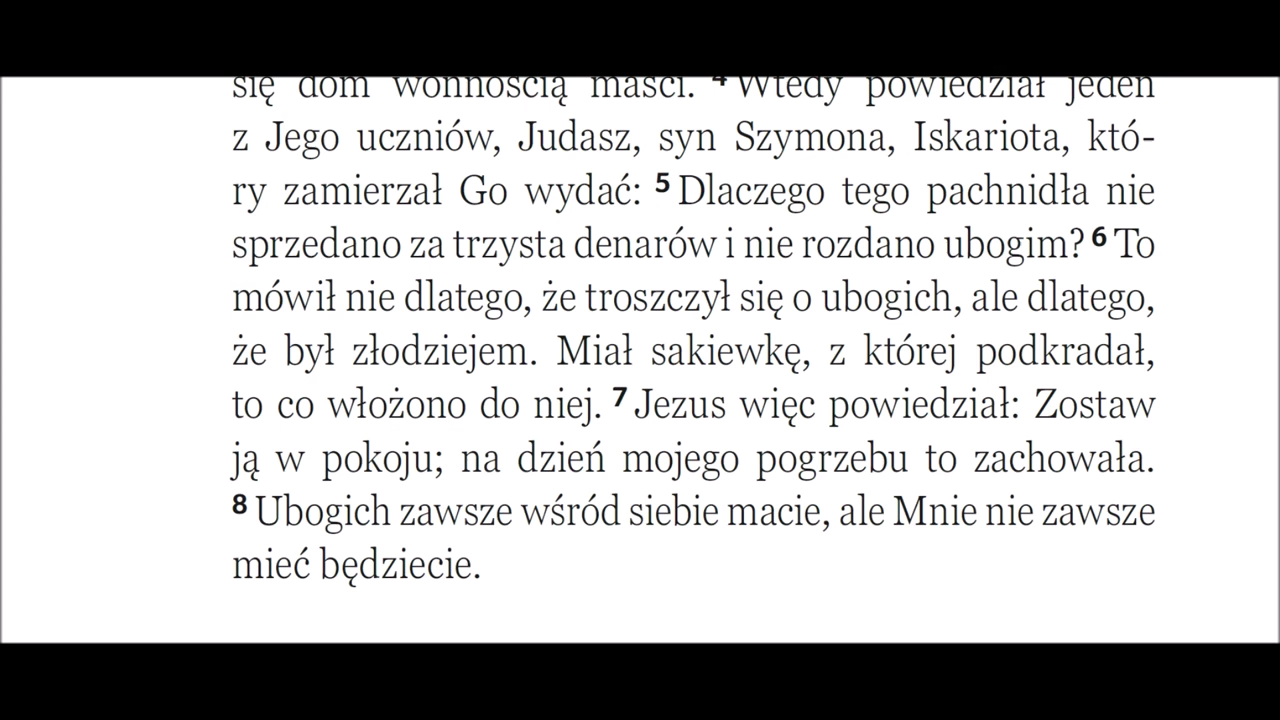 się dom wonnością maści. 4 Wtedy powiedział jeden
z Jego uczniów, Judasz, syn Szymona, Iskariota, któ-
ry zamierzał Go wydać: 5 Dlaczego tego pachnidła nie
sprzedano za trzysta denarów i nie rozdano ubogim? 6 To
mówił nie dlatego, że troszczył się o ubogich, ale dlatego,
że był złodziejem. Miał sakiewkę, z której podkradał,
to co włożono do niej. 7 Jezus więc powiedział: Zostaw
ją w pokoju; na dzień mojego pogrzebu to zachowała.
8 Ubogich zawsze wśród siebie macie, ale Mnie nie zawsze
mieć będziecie.